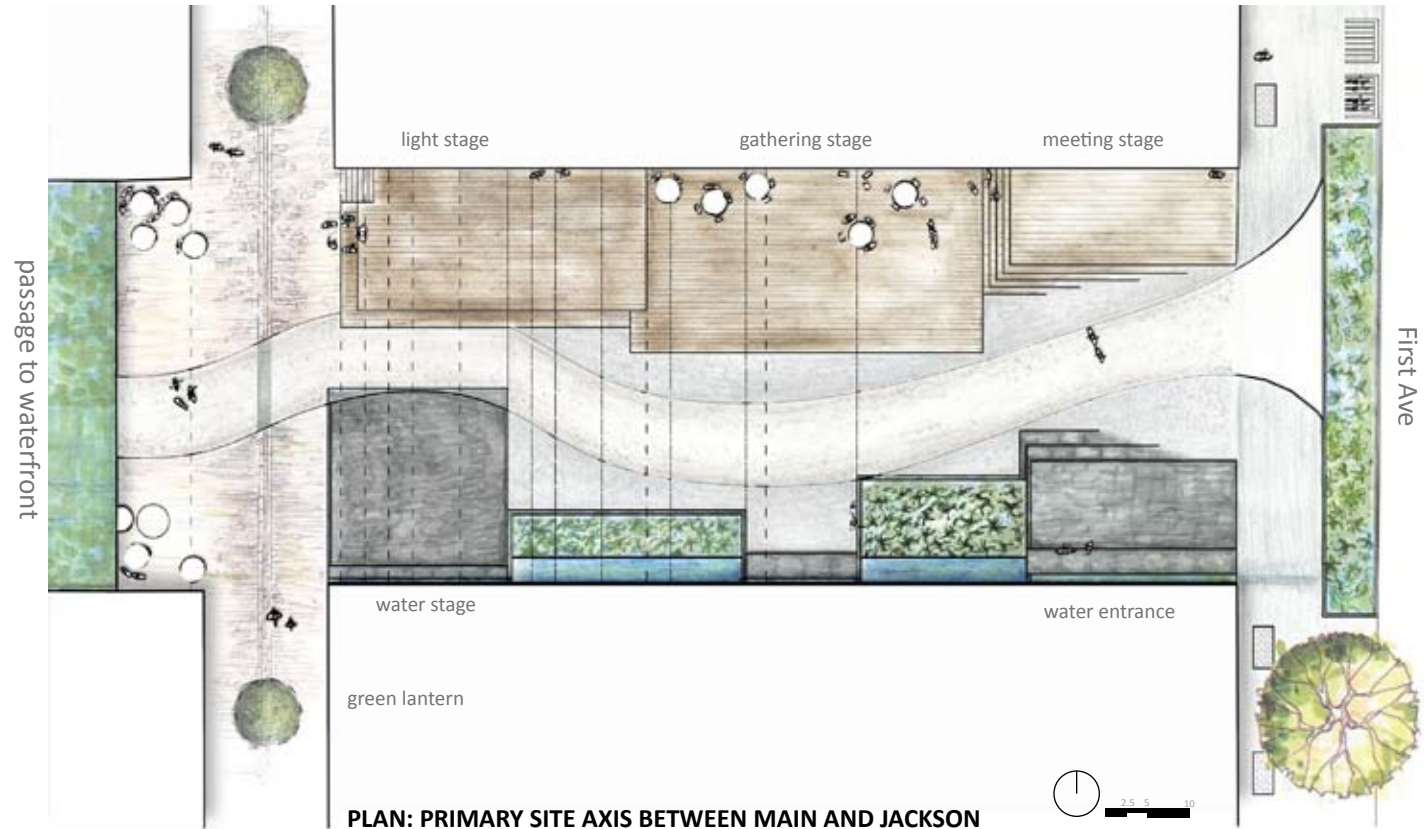 light stage
gathering stage
meeting stage
passage to waterfront
First Ave
water stage
water entrance
green lantern
2.5 5 10
PLAN: PRIMARY SITE AXIS BETWEEN MAIN AND JACKSON